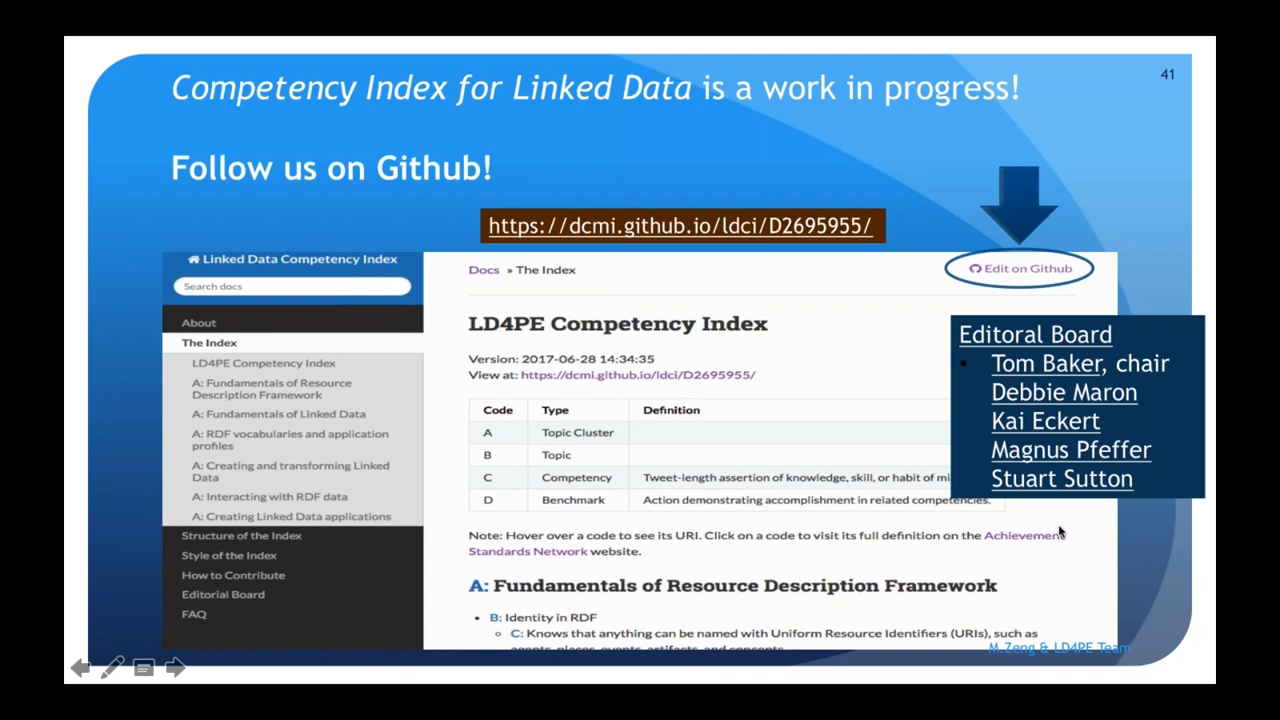 41
Competency Index for Linked Data is a work in progress!
Follow us on Github!
https://dcmi.github.io/ldci/D2695955/
Linked Data Competency Index
Search docs
About
The Index
LD4PE Competency Index
A: Fundamentals of Resource
Description Framework
A: Fundamentals of Linked Data
A: RDF vocabularies and application
profiles
A: Creating and transforming Linked
Data
A: Interacting with RDF data
A: Creating Linked Data applications
Structure of the Index
Style of the Index
How to Contribute
Editorial Board
FAQ
Docs » The Index
Edit on Github
LD4PE Competency Index
Version: 2017-06-28 14:34:35
View at: https://dcmi.github.io/ldci/D2695955/
Code Type Definition
A Topic Cluster
B Topic
C Competency Tweet-length assertion of knowledge, skill, or habit of
D Benchmark Action demonstrating accomplishment in related competencies.
Note: Hover over a code to see its URI. Click on a code to visit its full definition on the Achievement
Standards Network website.
A: Fundamentals of Resource Description Framework
• B: Identity in RDF
○ C: Knows that anything can be named with Uniform Resource Identifiers (URIs), such as
agents, places, events, artifacts, and concepts.
Editoral Board
• Tom Baker, chair
Debbie Maron
Kai Eckert
Magnus Pfeffer
Stuart Sutton
M.Zeng & LD4PE Team